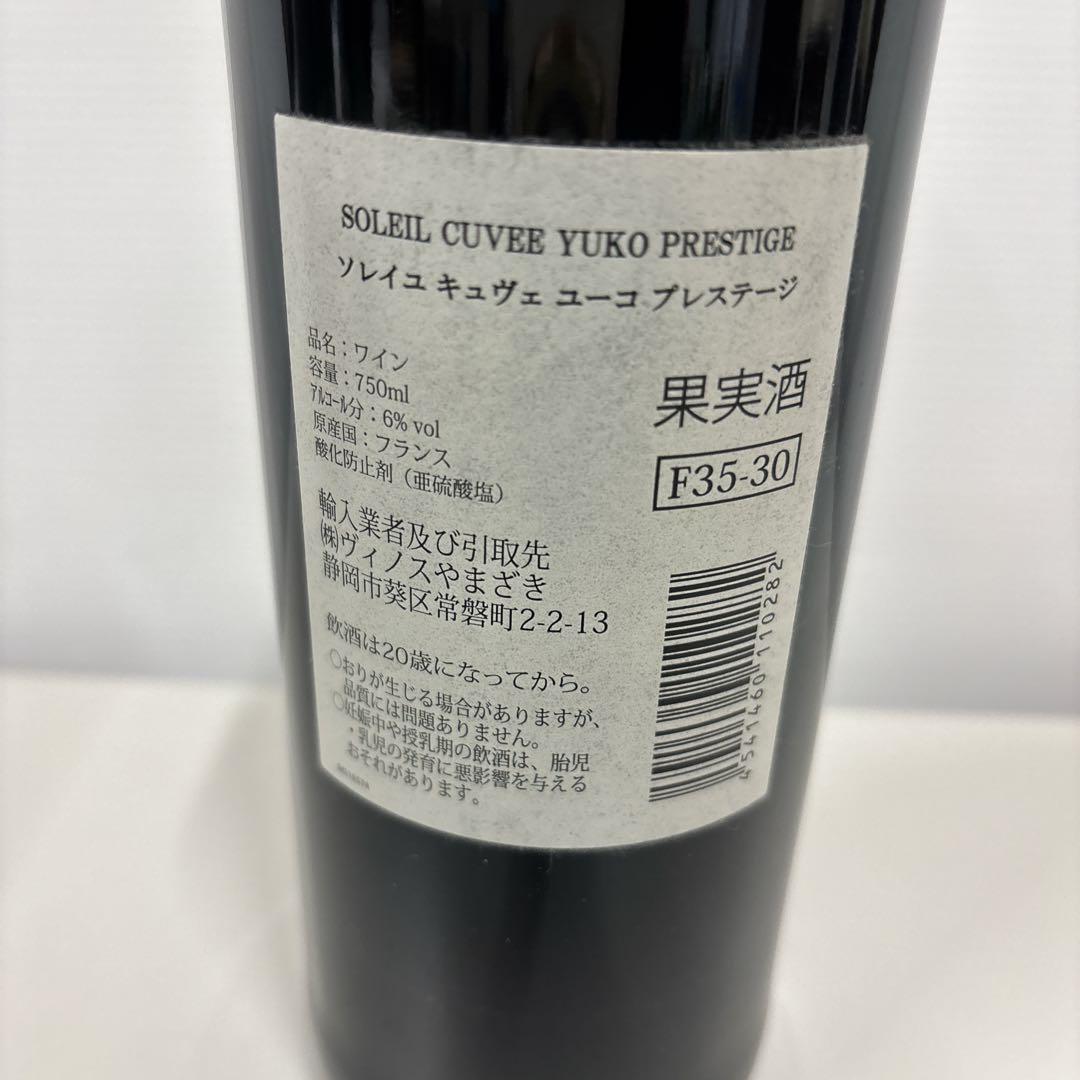 SOLEIL CUVEE YUKO PRESTIGE
ソレイユ キュヴェ ユーコ プレステージ
品名：ワイン
容量：750ml
ｱﾙｺｰﾙ分：6% vol
原産国：フランス
酸化防止剤（亜硫酸塩）
果実酒
F35-30
輸入業者及び引取先
㈱ヴィノスやまざき
静岡市葵区常磐町2-2-13
飲酒は20歳になってから。
○おりが生じる場合がありますが、
品質には問題ありません。
○妊娠中や授乳期の飲酒は、胎児
・乳児の発育に悪影響を与える
おそれがあります。
4 541460 110282